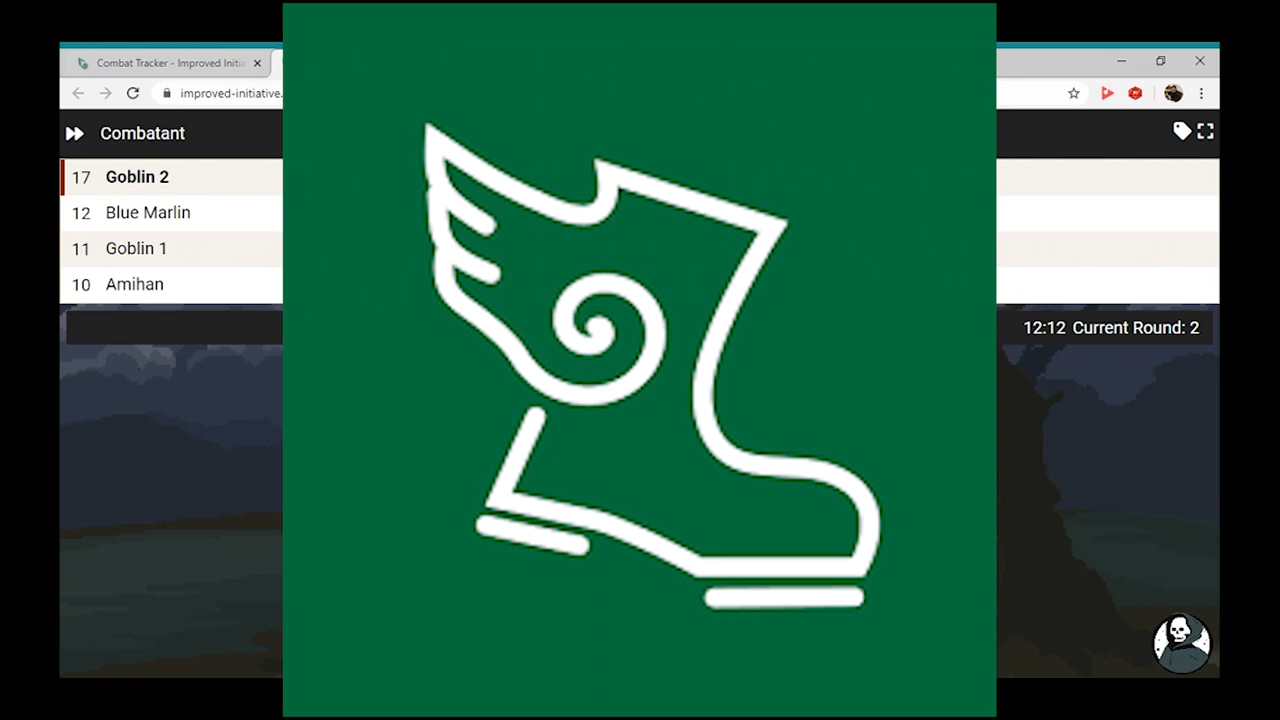 Combat Tracker - Improved Initia
improved-initiative.
Combatant
17 Goblin 2
12 Blue Marlin
11 Goblin 1
10 Amihan
12:12 Current Round: 2